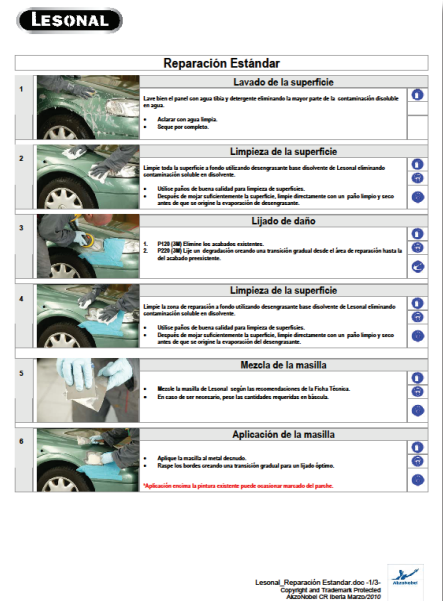 LESONAL
Reparación Estándar
1
Lavado de la superficie
Lave bien el panel con agua tibia y detergente eliminando la mayor parte de la contaminación disoluble
en agua.
• Aclarar con agua limpia.
• Seque por completo.
2
Limpieza de la superficie
Limpie toda la superficie a fondo utilizando desengrasante base disolvente de Lesonal eliminando
contaminación soluble en disolvente.
• Utilice paños de buena calidad para limpieza de superficies.
• Después de mojar suficientemente la superficie, limpie directamente con un paño limpio y seco
antes de que se origine la evaporación de desengrasante.
3
Lijado de daño
1. P120 (3M) Elimine los acabados existentes.
2. P220 (3M) Lije un degradación creando una transición gradual desde el área de reparación hasta la
del acabado preexistente.
4
Limpieza de la superficie
Limpie la zona de reparación a fondo utilizando desengrasante base disolvente de Lesonal eliminando
contaminación soluble en disolvente.
• Utilise paños de buena calidad para limpieza de superficies.
• Después de mojar suficientemente la superficie, limpie directamente con un paño limpio y seco
antes de que se origine la evaporación del desengrasante.
5
Mezcla de la masilla
• Mezcle la masilla de Lesonal según las recomendaciones de la Ficha Técnica.
• En caso de ser necesario, pese las cantidades requeridas en báscula.
6
Aplicación de la masilla
• Aplique la masilla al metal desnudo.
• Raspe los bordes creando una transición gradual para un lijado óptimo.
*Aplicación encima la pintura existente puede ocasionar marcado del parche.
Lesonal_Reparación Estandar.doc -1/3-
Copyright and Trademark Protected
AkzoNobel CR Iberia Marzo/2010
AkzoNobel